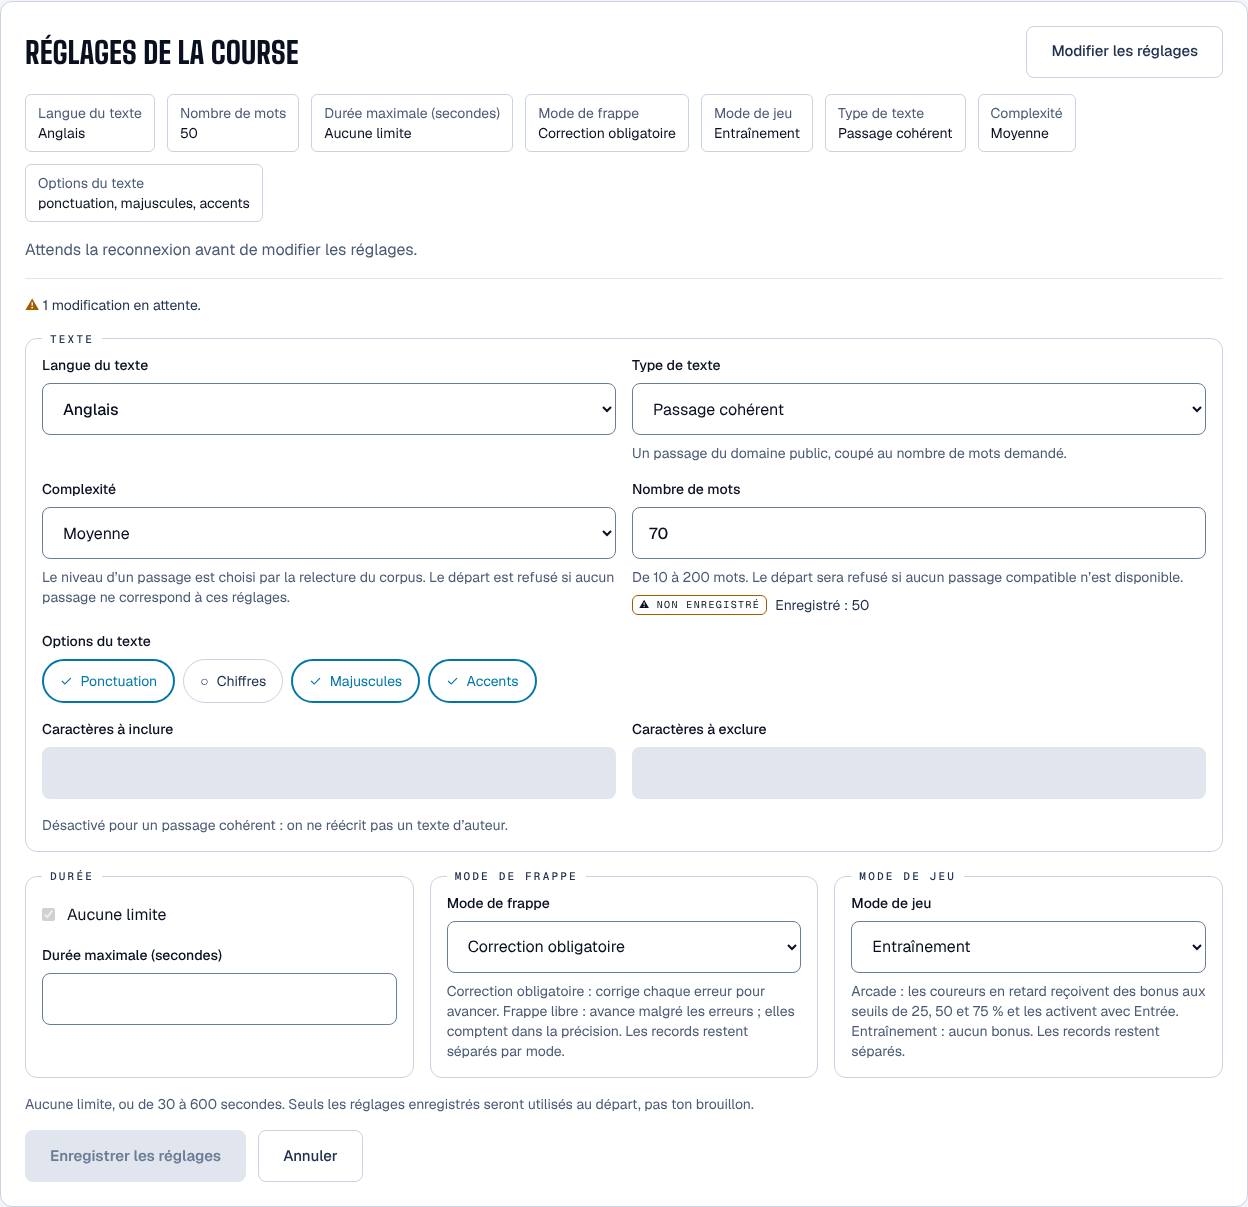 RÉGLAGES DE LA COURSE
Modifier les réglages
Langue du texte
Anglais
Nombre de mots
50
Durée maximale (secondes)
Aucune limite
Mode de frappe
Correction obligatoire
Mode de jeu
Entraînement
Type de texte
Passage cohérent
Complexité
Moyenne
Options du texte
ponctuation, majuscules, accents
Attends la reconnexion avant de modifier les réglages.
1 modification en attente.
TEXTE
Langue du texte
Anglais
Type de texte
Passage cohérent
Un passage du domaine public, coupé au nombre de mots demandé.
Complexité
Moyenne
Le niveau d’un passage est choisi par la relecture du corpus. Le départ est refusé si aucun
passage ne correspond à ces réglages.
Nombre de mots
70
De 10 à 200 mots. Le départ sera refusé si aucun passage compatible n’est disponible.
NON ENREGISTRÉ Enregistré : 50
Options du texte
Ponctuation
Chiffres
Majuscules
Accents
Caractères à inclure
Caractères à exclure
Désactivé pour un passage cohérent : on ne réécrit pas un texte d’auteur.
DURÉE
Aucune limite
Durée maximale (secondes)
MODE DE FRAPPE
Mode de frappe
Correction obligatoire
Correction obligatoire : corrige chaque erreur pour
avancer. Frappe libre : avance malgré les erreurs ; elles
comptent dans la précision. Les records restent
séparés par mode.
MODE DE JEU
Mode de jeu
Entraînement
Arcade : les coureurs en retard reçoivent des bonus aux
seuils de 25, 50 et 75 % et les activent avec Entrée.
Entraînement : aucun bonus. Les records restent
séparés.
Aucune limite, ou de 30 à 600 secondes. Seuls les réglages enregistrés seront utilisés au départ, pas ton brouillon.
Enregistrer les réglages
Annuler